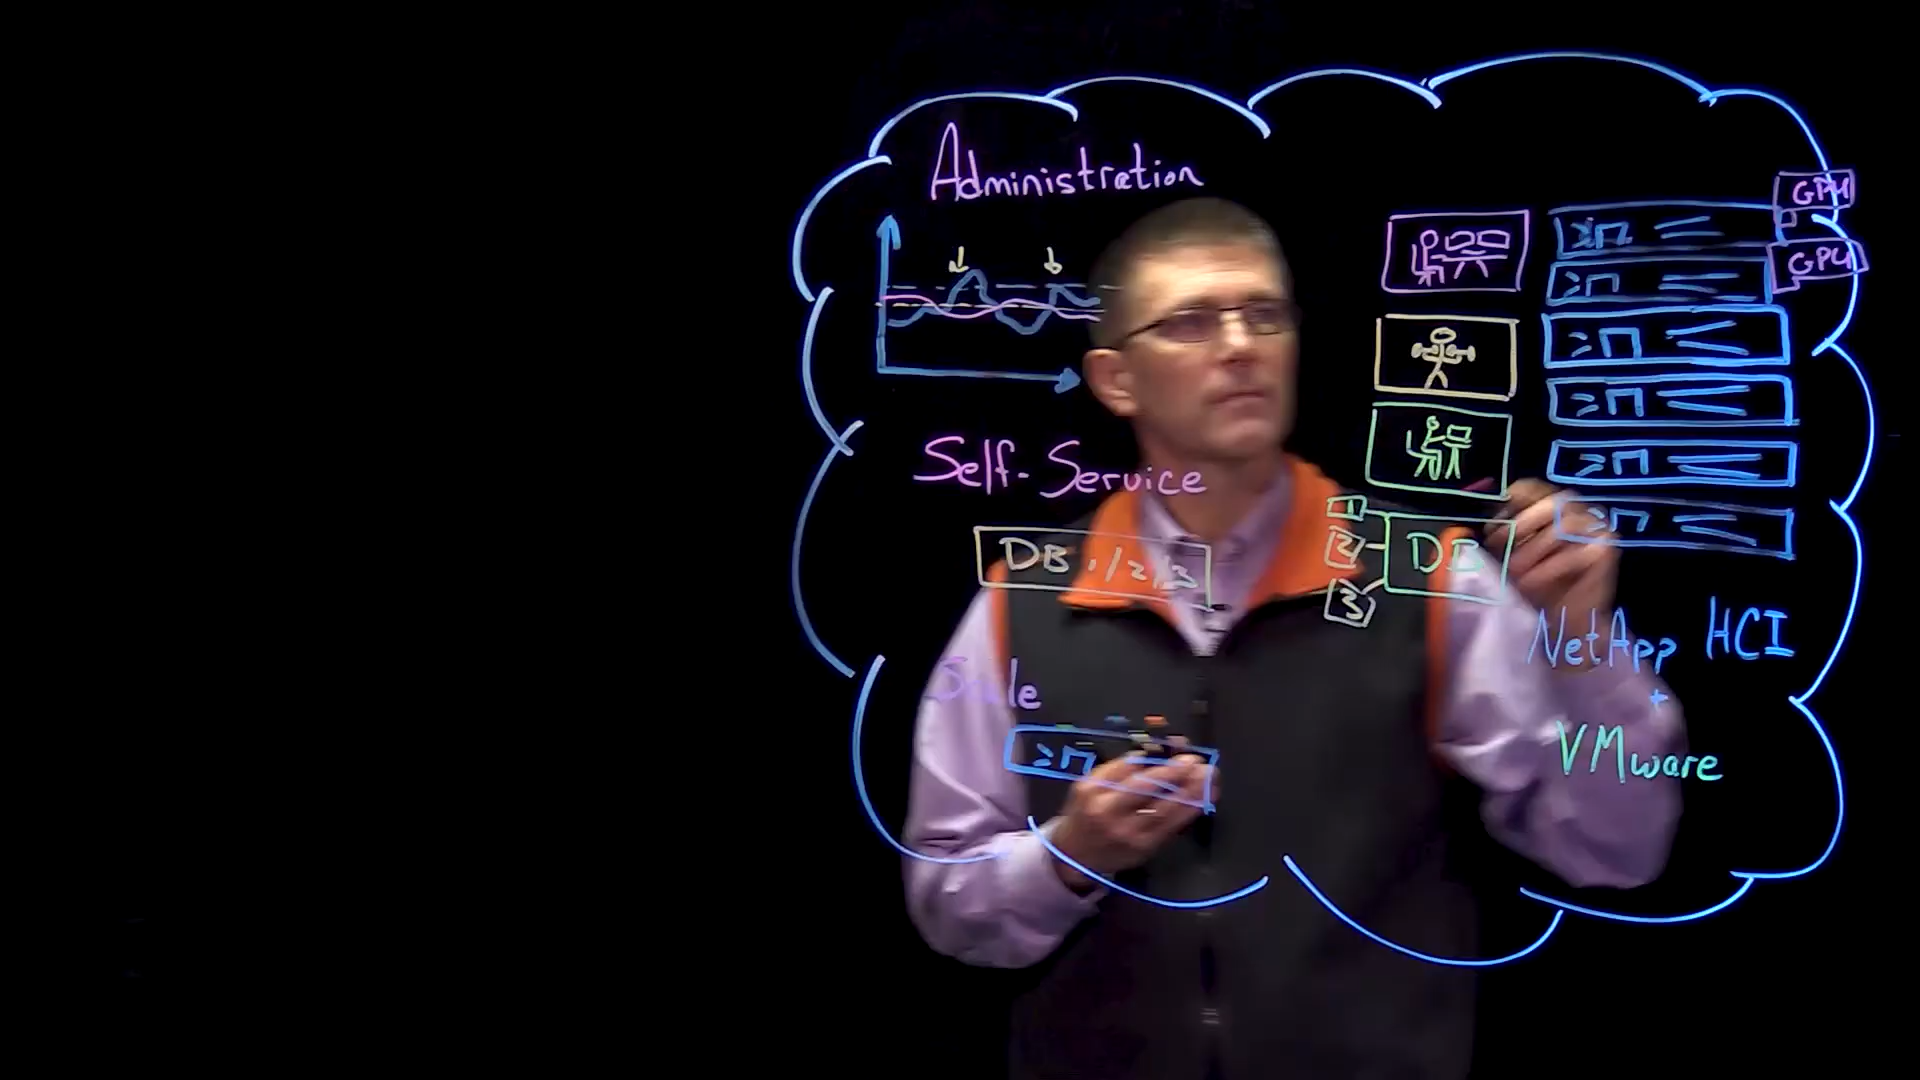 Administration
GPU
GPU
Self-Service
DB 1/2/3
1
2
3
DB
NetApp HCI
+
VMware
Scale